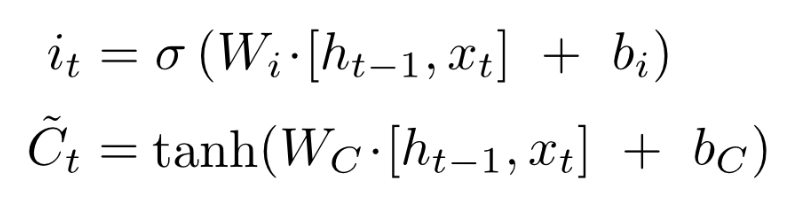 i_t = σ (W_i · [h_{t−1}, x_t] + b_i)
C̃_t = tanh(W_C · [h_{t−1}, x_t] + b_C)